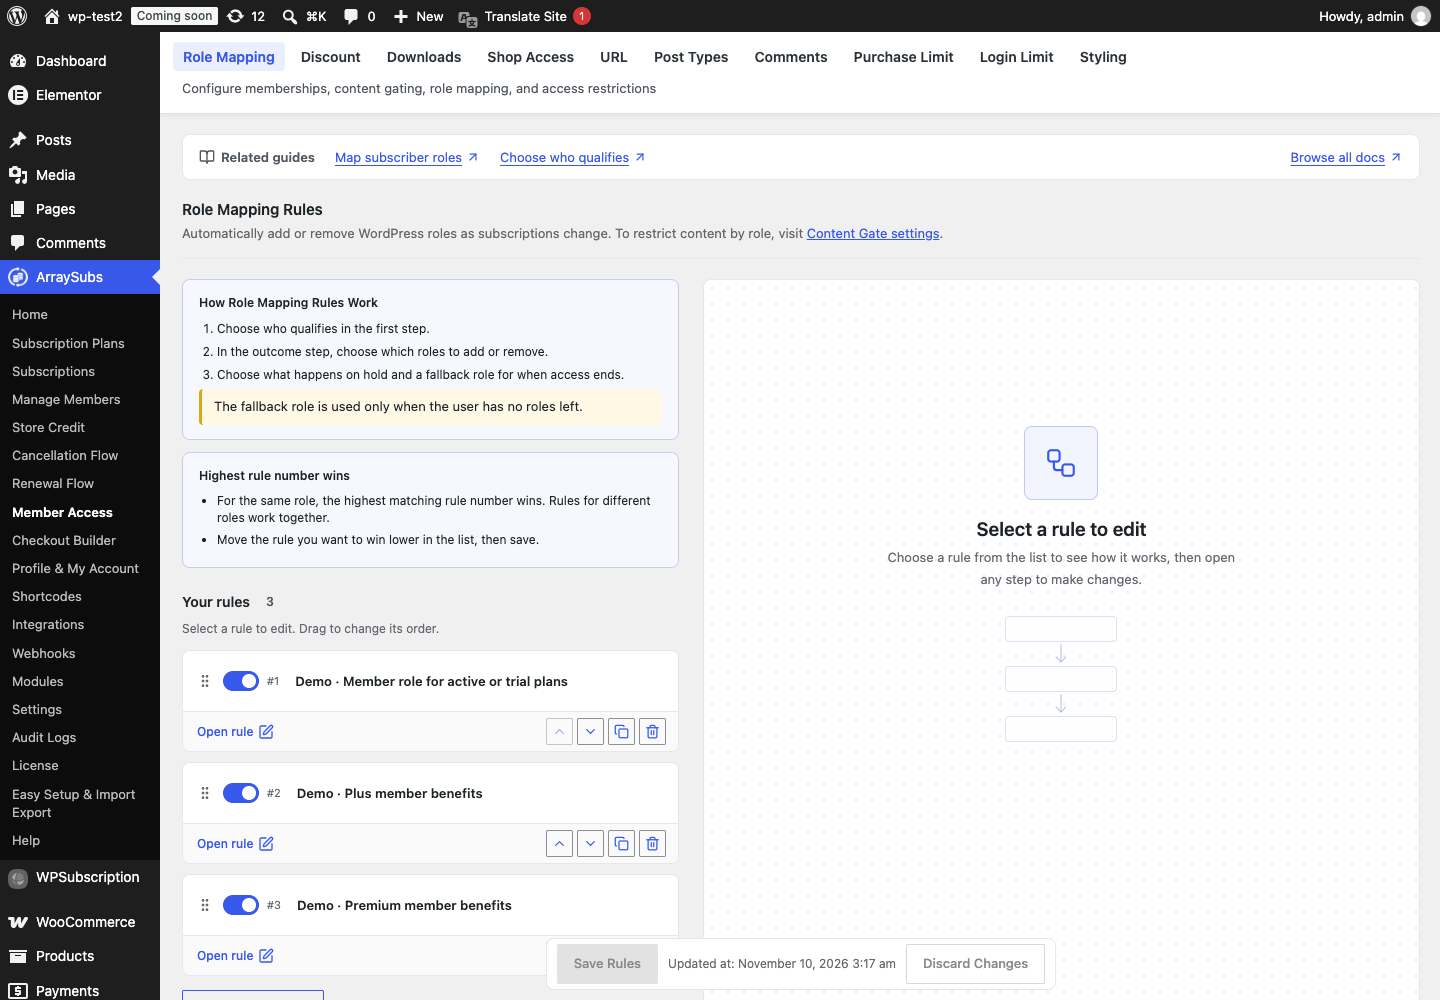 wp-test2
Coming soon
12
⌘K
0
New
Translate Site
1
Howdy, admin
Dashboard
Elementor
Posts
Media
Pages
Comments
ArraySubs
Home
Subscription Plans
Subscriptions
Manage Members
Store Credit
Cancellation Flow
Renewal Flow
Member Access
Checkout Builder
Profile & My Account
Shortcodes
Integrations
Webhooks
Modules
Settings
Audit Logs
License
Easy Setup & Import
Export
Help
WPSubscription
WooCommerce
Products
Payments
Role Mapping
Discount
Downloads
Shop Access
URL
Post Types
Comments
Purchase Limit
Login Limit
Styling
Configure memberships, content gating, role mapping, and access restrictions
Related guides
Map subscriber roles
Choose who qualifies
Browse all docs
Role Mapping Rules
Automatically add or remove WordPress roles as subscriptions change. To restrict content by role, visit Content Gate settings.
How Role Mapping Rules Work
1. Choose who qualifies in the first step.
2. In the outcome step, choose which roles to add or remove.
3. Choose what happens on hold and a fallback role for when access ends.
The fallback role is used only when the user has no roles left.
Highest rule number wins
• For the same role, the highest matching rule number wins. Rules for different
roles work together.
• Move the rule you want to win lower in the list, then save.
Your rules 3
Select a rule to edit. Drag to change its order.
#1 Demo · Member role for active or trial plans
Open rule
#2 Demo · Plus member benefits
Open rule
#3 Demo · Premium member benefits
Open rule
Select a rule to edit
Choose a rule from the list to see how it works, then open
any step to make changes.
Save Rules
Updated at: November 10, 2026 3:17 am
Discard Changes